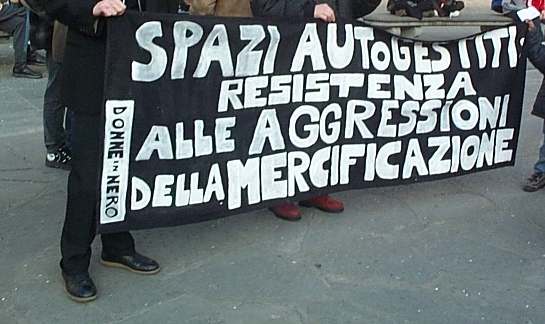 SPAZI AUToGESTITI:
RESISTENZA
ALLE AGGRESSIONI
DELLA MERCIFICAZIONE
DONNE IN NERO